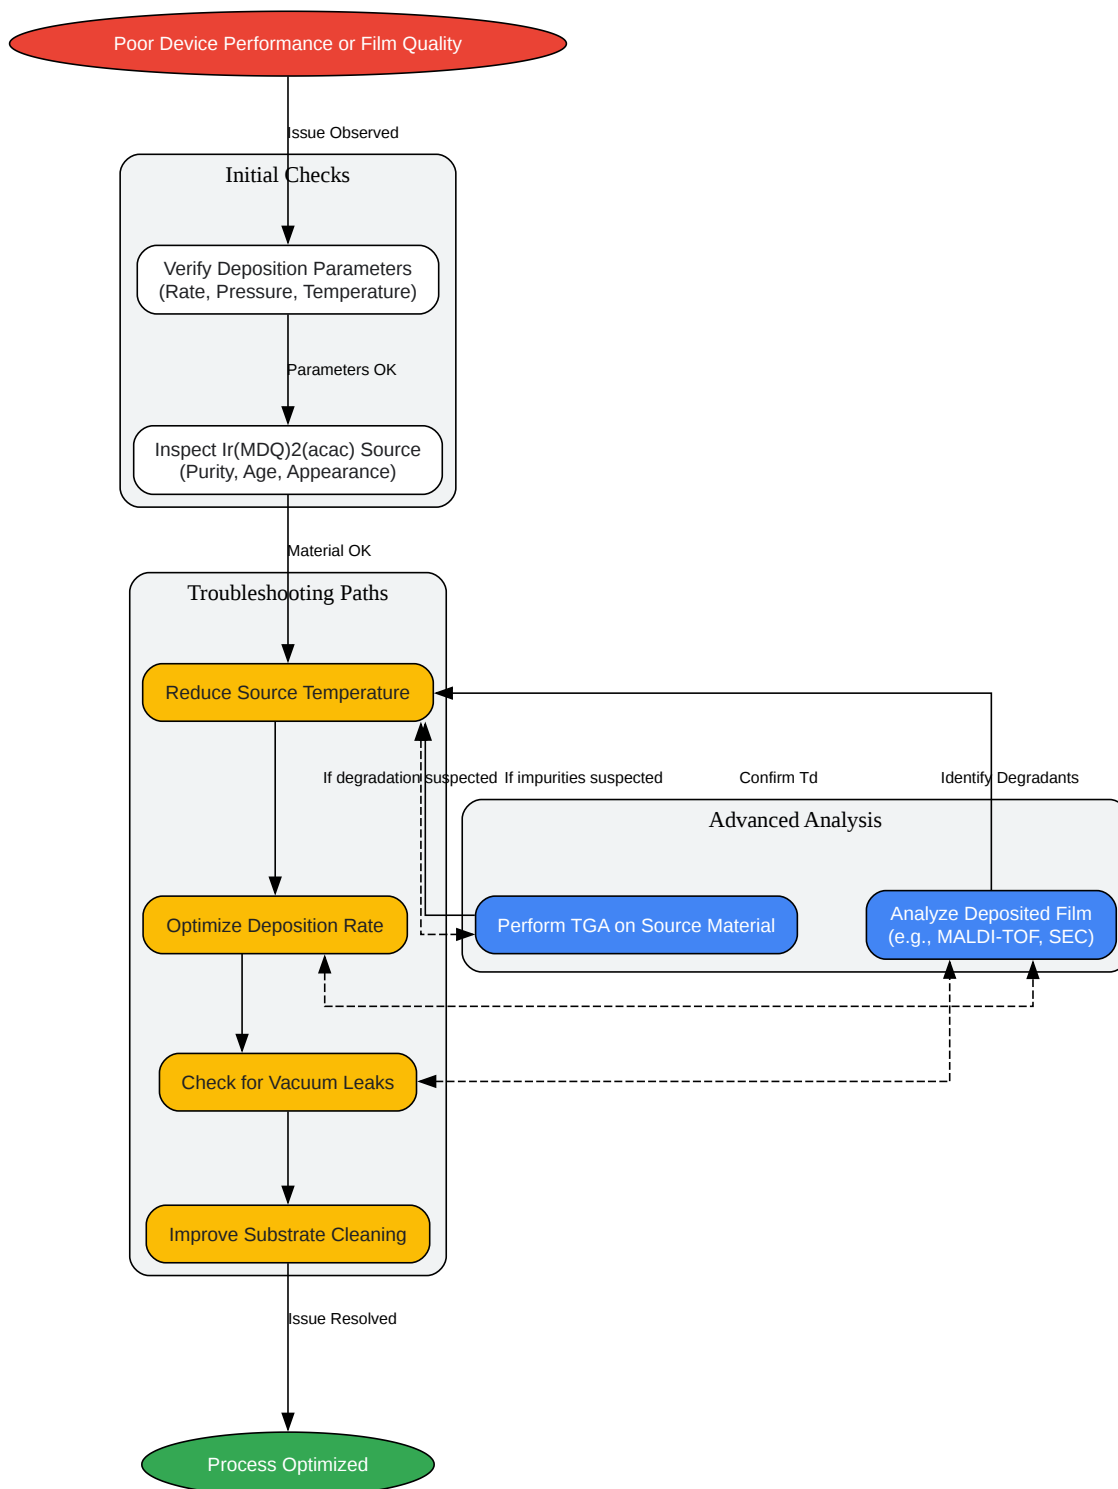 Poor Device Performance or Film Quality
Issue Observed
Initial Checks
Verify Deposition Parameters
(Rate, Pressure, Temperature)
Parameters OK
Inspect Ir(MDQ)2(acac) Source
(Purity, Age, Appearance)
Material OK
Troubleshooting Paths
Reduce Source Temperature
If degradation suspected
If impurities suspected
Confirm Td
Identify Degradants
Advanced Analysis
Optimize Deposition Rate
Perform TGA on Source Material
Analyze Deposited Film
(e.g., MALDI-TOF, SEC)
Check for Vacuum Leaks
Improve Substrate Cleaning
Issue Resolved
Process Optimized